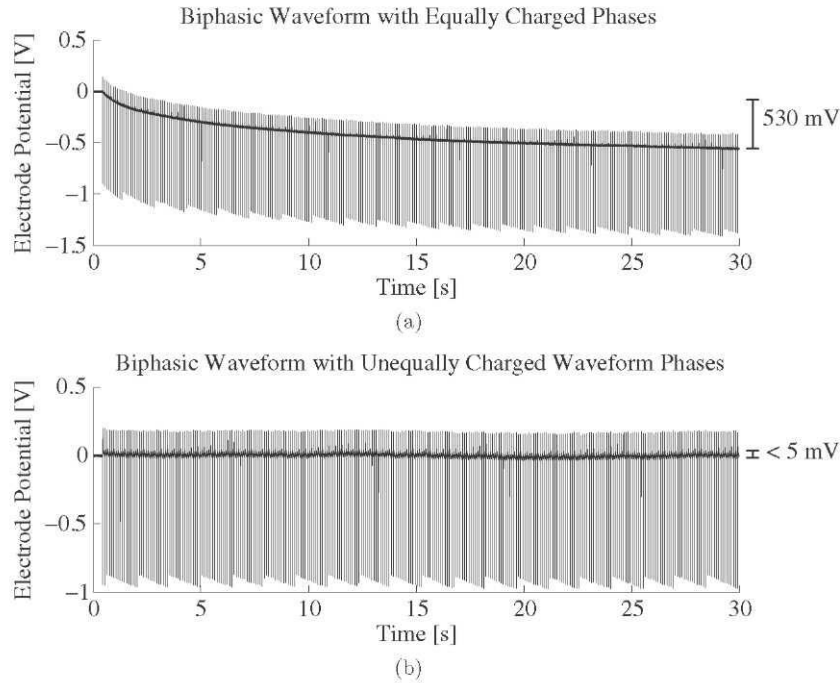 Biphasic Waveform with Equally Charged Phases
Electrode Potential [V]
0.5
0
−0.5
−1
−1.5
530 mV
0 5 10 15 20 25 30
Time [s]
(a)
Biphasic Waveform with Unequally Charged Waveform Phases
Electrode Potential [V]
0.5
0
−0.5
−1
< 5 mV
0 5 10 15 20 25 30
Time [s]
(b)